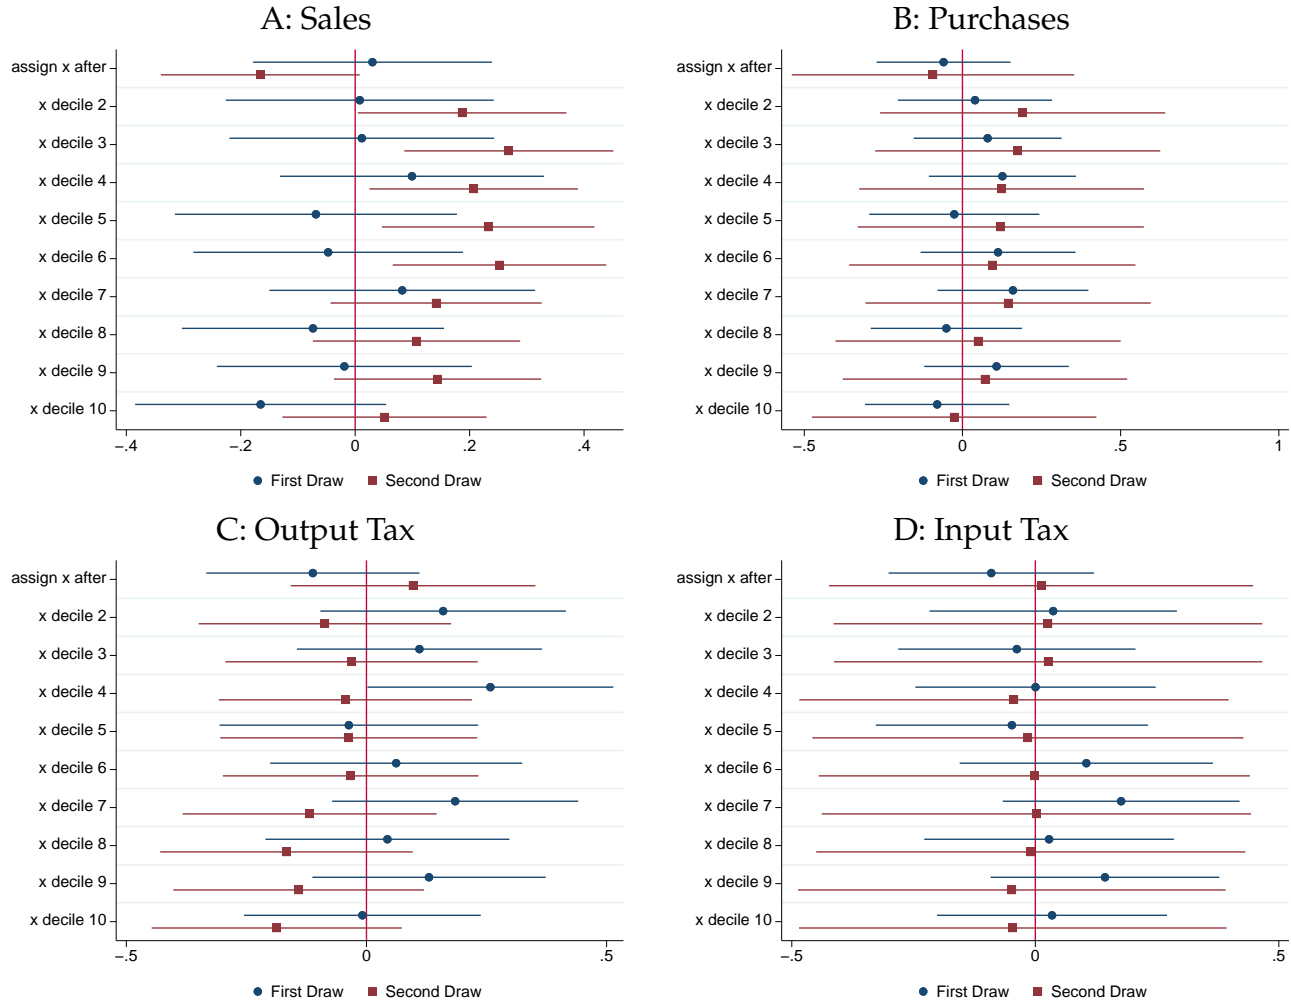 A: Sales
assign x after
x decile 2
x decile 3
x decile 4
x decile 5
x decile 6
x decile 7
x decile 8
x decile 9
x decile 10
−.4 −.2 0 .2 .4
First Draw Second Draw
B: Purchases
assign x after
x decile 2
x decile 3
x decile 4
x decile 5
x decile 6
x decile 7
x decile 8
x decile 9
x decile 10
−.5 0 .5 1
First Draw Second Draw
C: Output Tax
assign x after
x decile 2
x decile 3
x decile 4
x decile 5
x decile 6
x decile 7
x decile 8
x decile 9
x decile 10
−.5 0 .5
First Draw Second Draw
D: Input Tax
assign x after
x decile 2
x decile 3
x decile 4
x decile 5
x decile 6
x decile 7
x decile 8
x decile 9
x decile 10
−.5 0 .5
First Draw Second Draw